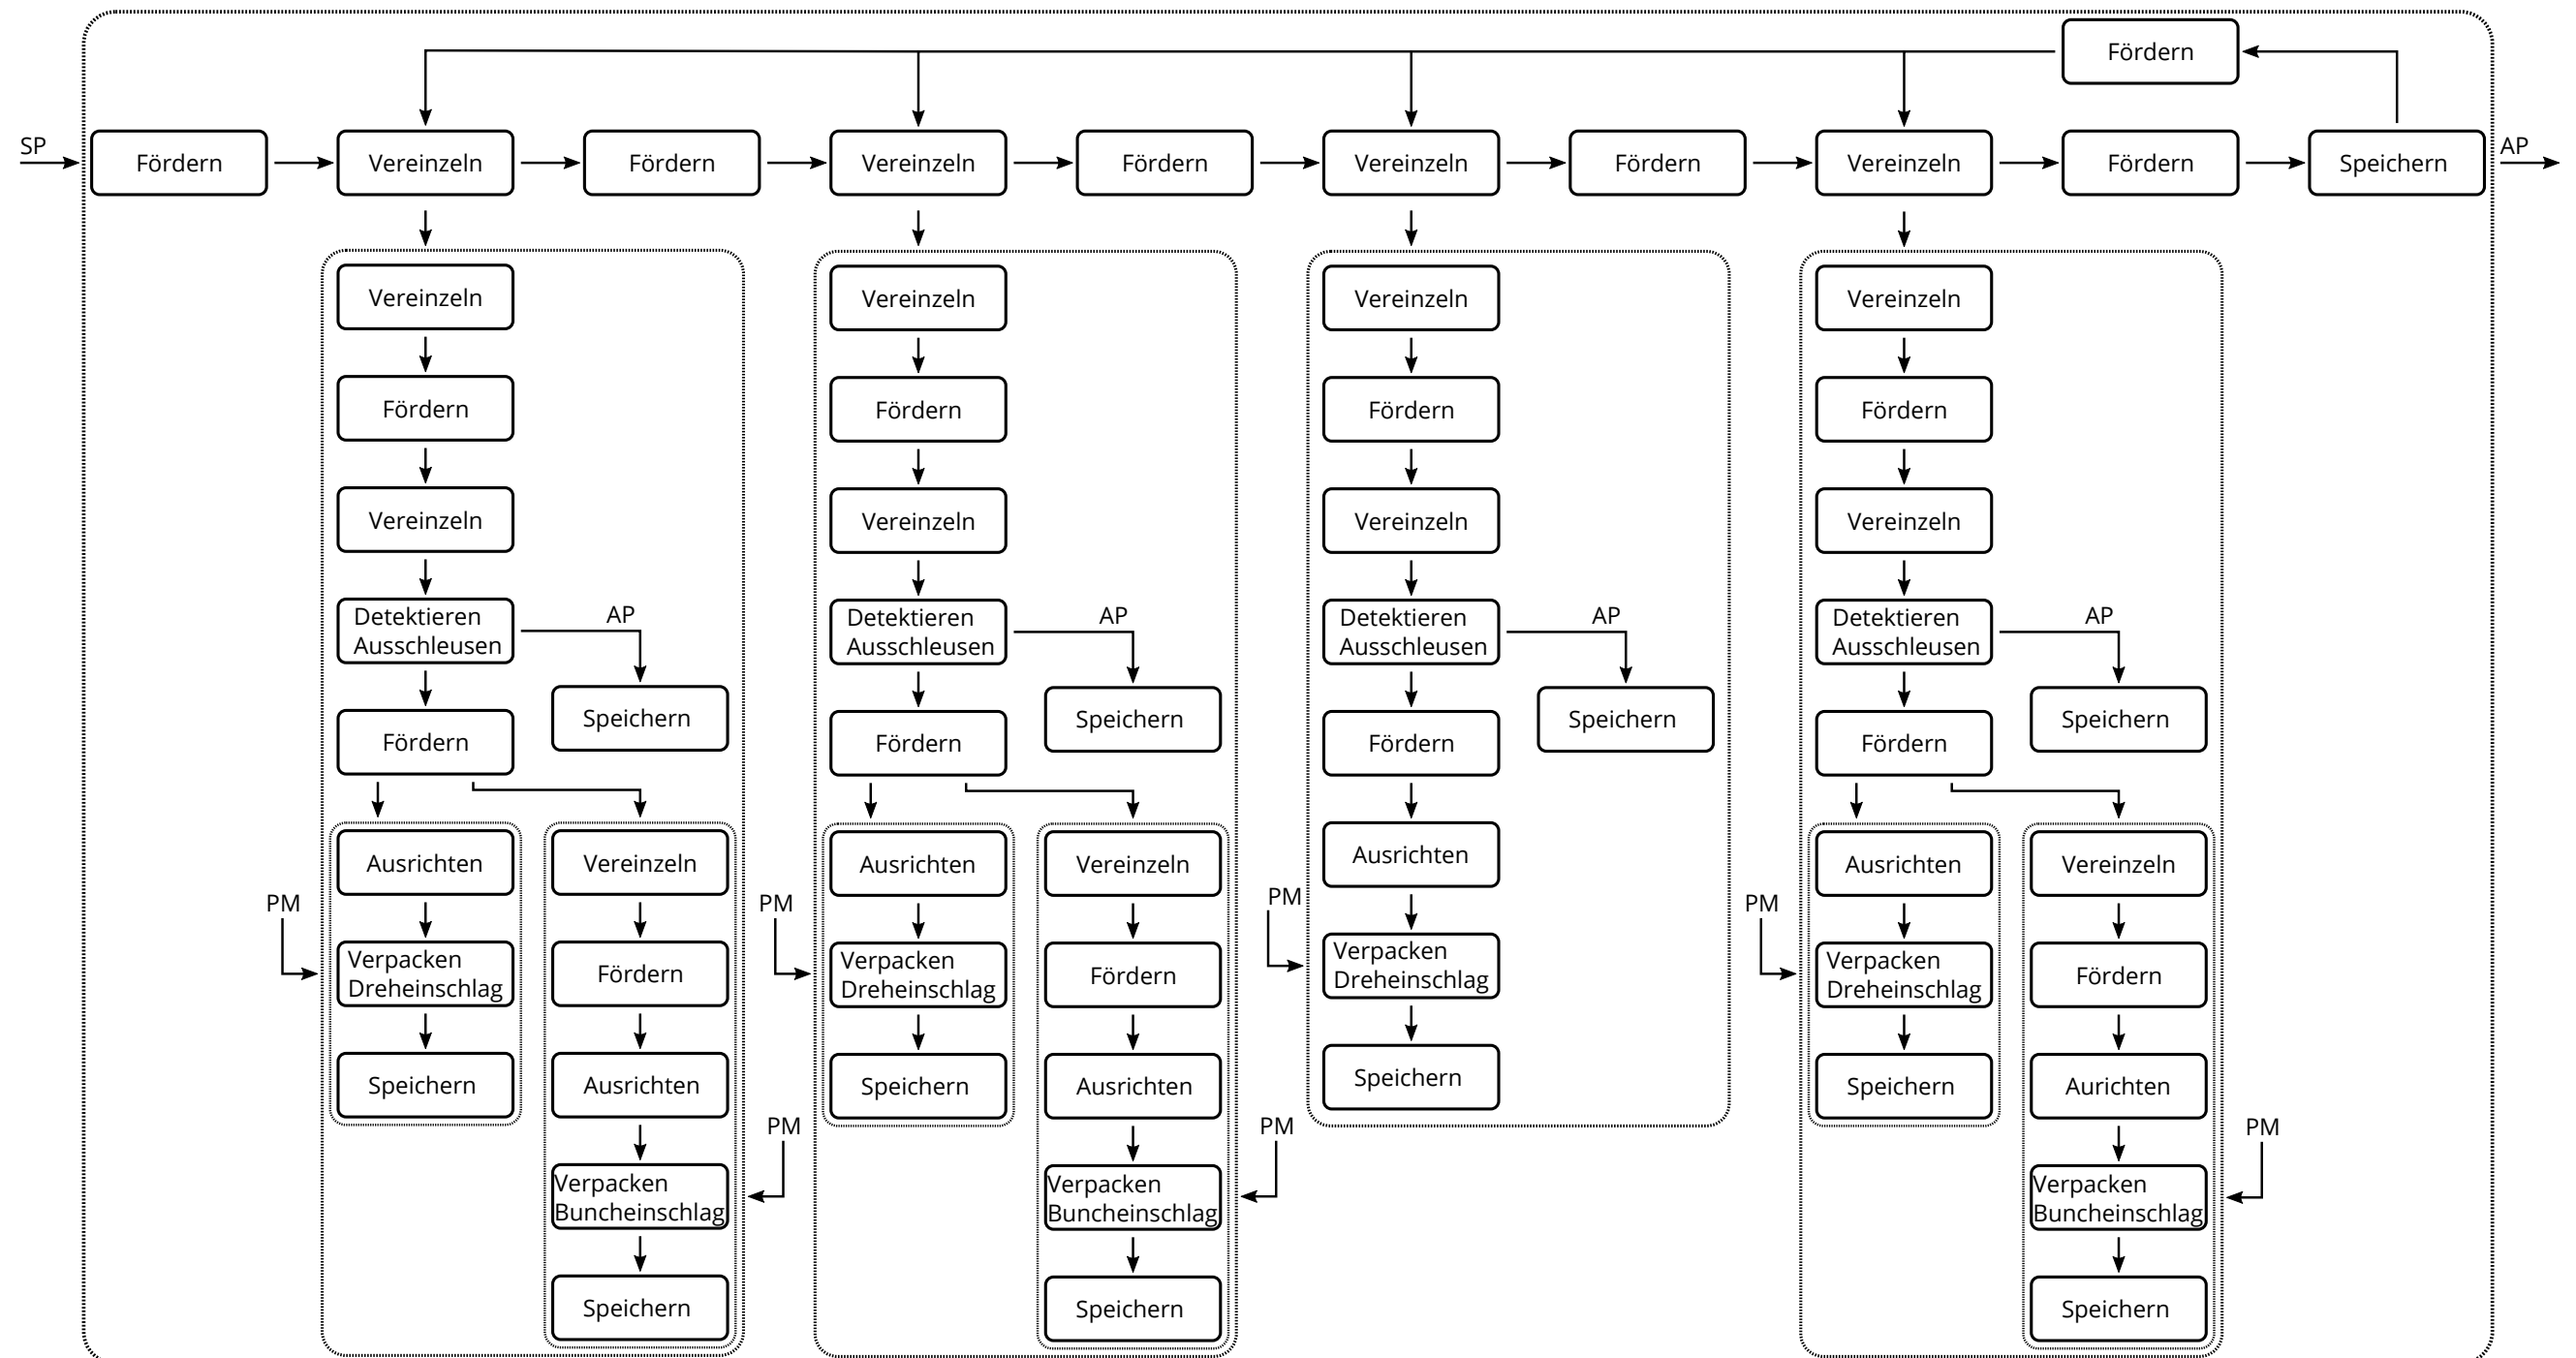 Fördern
SP
Fördern
Vereinzeln
Fördern
Vereinzeln
Fördern
Vereinzeln
Fördern
Vereinzeln
Fördern
Speichern
AP
Vereinzeln
Fördern
Vereinzeln
Detektieren
Ausschleusen
AP
Speichern
Fördern
Ausrichten
PM
Verpacken
Dreheinschlag
Speichern
Vereinzeln
Fördern
Ausrichten
PM
Verpacken
Buncheinschlag
Speichern
Vereinzeln
Fördern
Vereinzeln
Detektieren
Ausschleusen
AP
Speichern
Fördern
Ausrichten
PM
Verpacken
Dreheinschlag
Speichern
Vereinzeln
Fördern
Ausrichten
PM
Verpacken
Buncheinschlag
Speichern
Vereinzeln
Fördern
Vereinzeln
Detektieren
Ausschleusen
AP
Speichern
Fördern
Ausrichten
PM
Verpacken
Dreheinschlag
Speichern
Vereinzeln
Fördern
Vereinzeln
Detektieren
Ausschleusen
AP
Speichern
Fördern
Ausrichten
PM
Verpacken
Dreheinschlag
Speichern
Vereinzeln
Fördern
Aurichten
PM
Verpacken
Buncheinschlag
Speichern